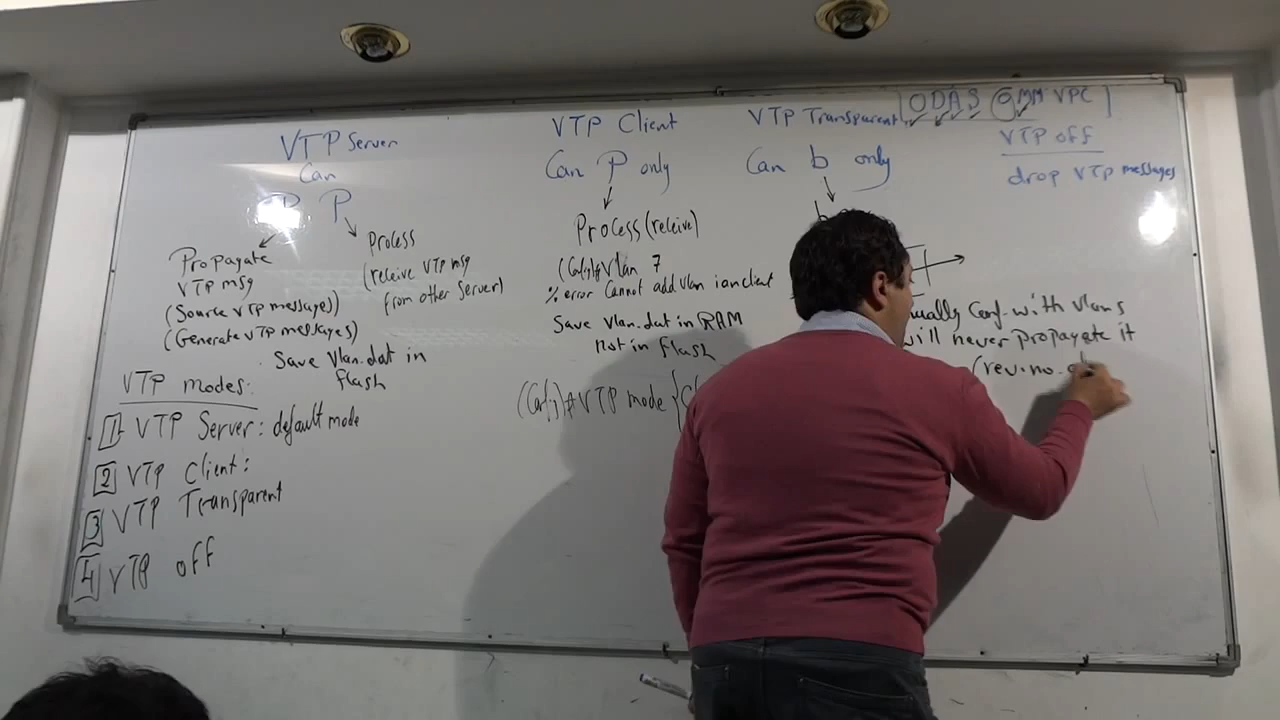 VTP Server
Can
P P
Propagate
VTP msg
(Source VTP messages)
(Generate VTP messages)
Process
(receive VTP msg
from other Server)
Save Vlan.dat in
flash
VTP modes:
1 VTP Server: default mode
2 VTP Client:
3 VTP Transparent
4 VTP off
VTP Client
Can P only
Process (receive)
(Config)#Vlan 7
% error Cannot add Vlan in an client
Save Vlan.dat in RAM
not in flash
(Config)# VTP mode {
VTP Transparent
Can b only
ODAS MM VPC
VTP off
drop VTP messages
ually Conf. with Vlans
will never propagate it
(rev.no.